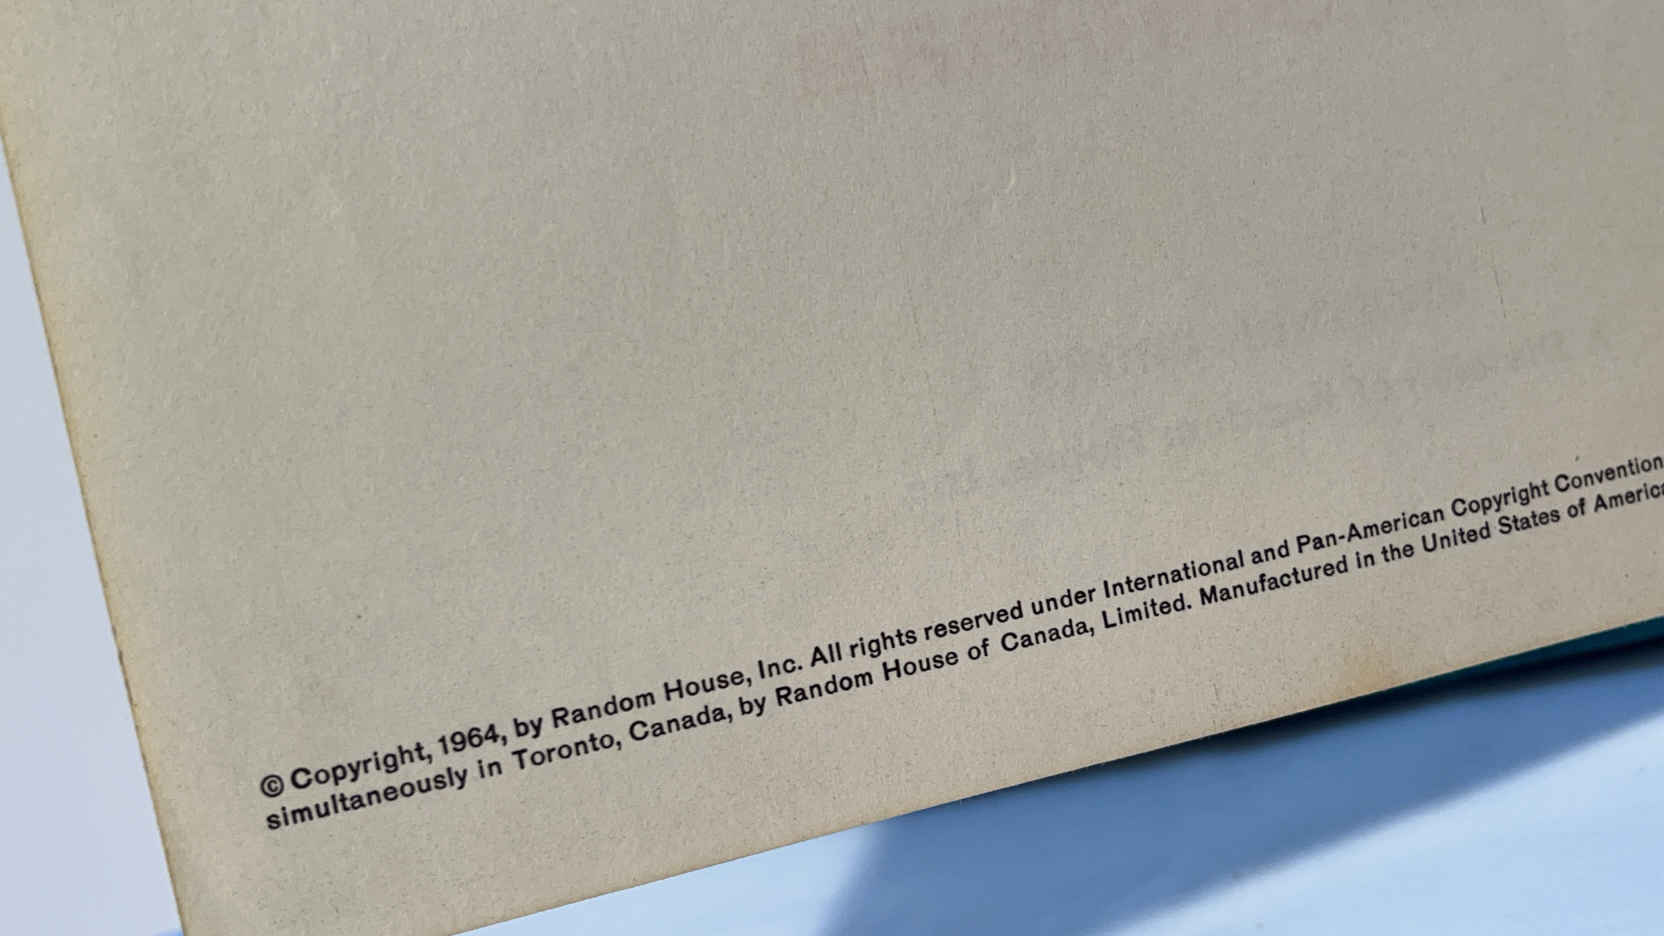 © Copyright, 1964, by Random House, Inc. All rights reserved under International and Pan-American Copyright Convention
simultaneously in Toronto, Canada, by Random House of Canada, Limited. Manufactured in the United States of America